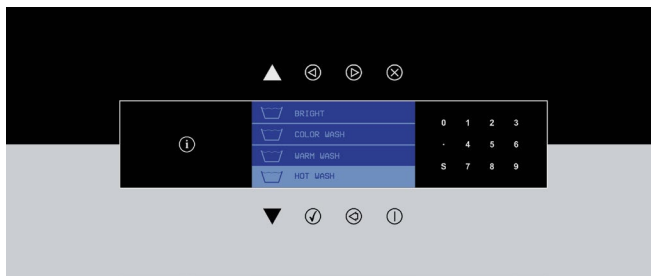 BRIGHT
COLOR WASH
WARM WASH
HOT WASH
i
0 1 2 3
. 4 5 6
S 7 8 9